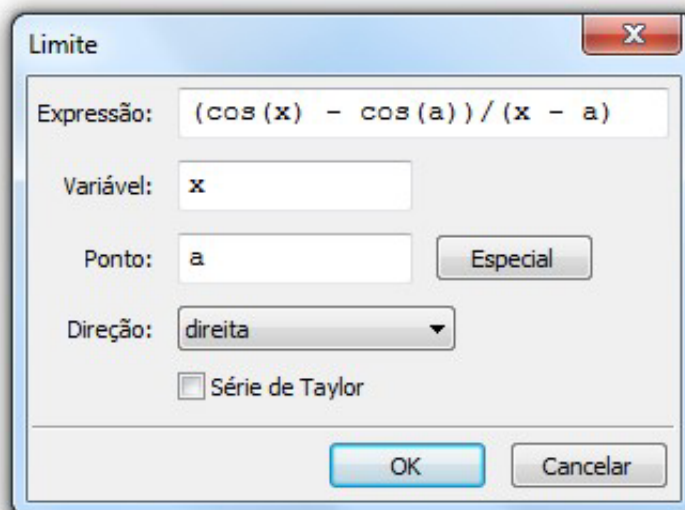 Limite
Expressão: (cos(x) - cos(a))/(x - a)
Variável: x
Ponto: a Especial
Direção: direita
Série de Taylor
OK Cancelar